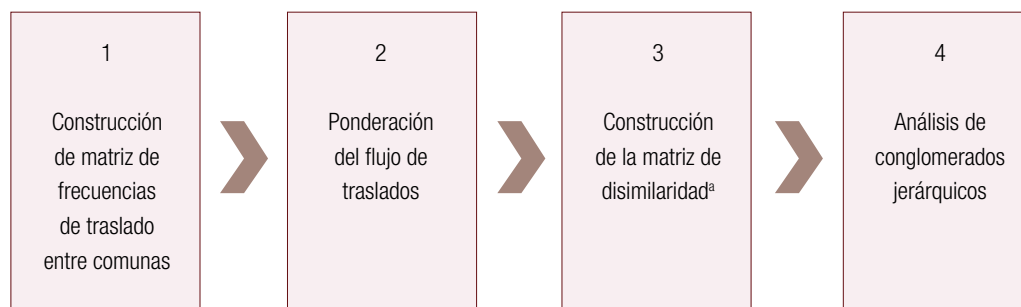 1
Construcción
de matriz de
frecuencias
de traslado
entre comunas
2
Ponderación
del flujo de
traslados
3
Construcción
de la matriz de
disimilaridadª
4
Análisis de
conglomerados
jerárquicos